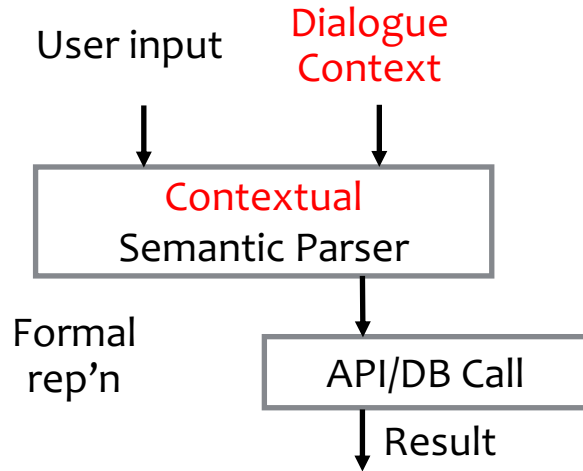 User input
Dialogue
Context
Contextual
Semantic Parser
Formal
rep'n
API/DB Call
Result